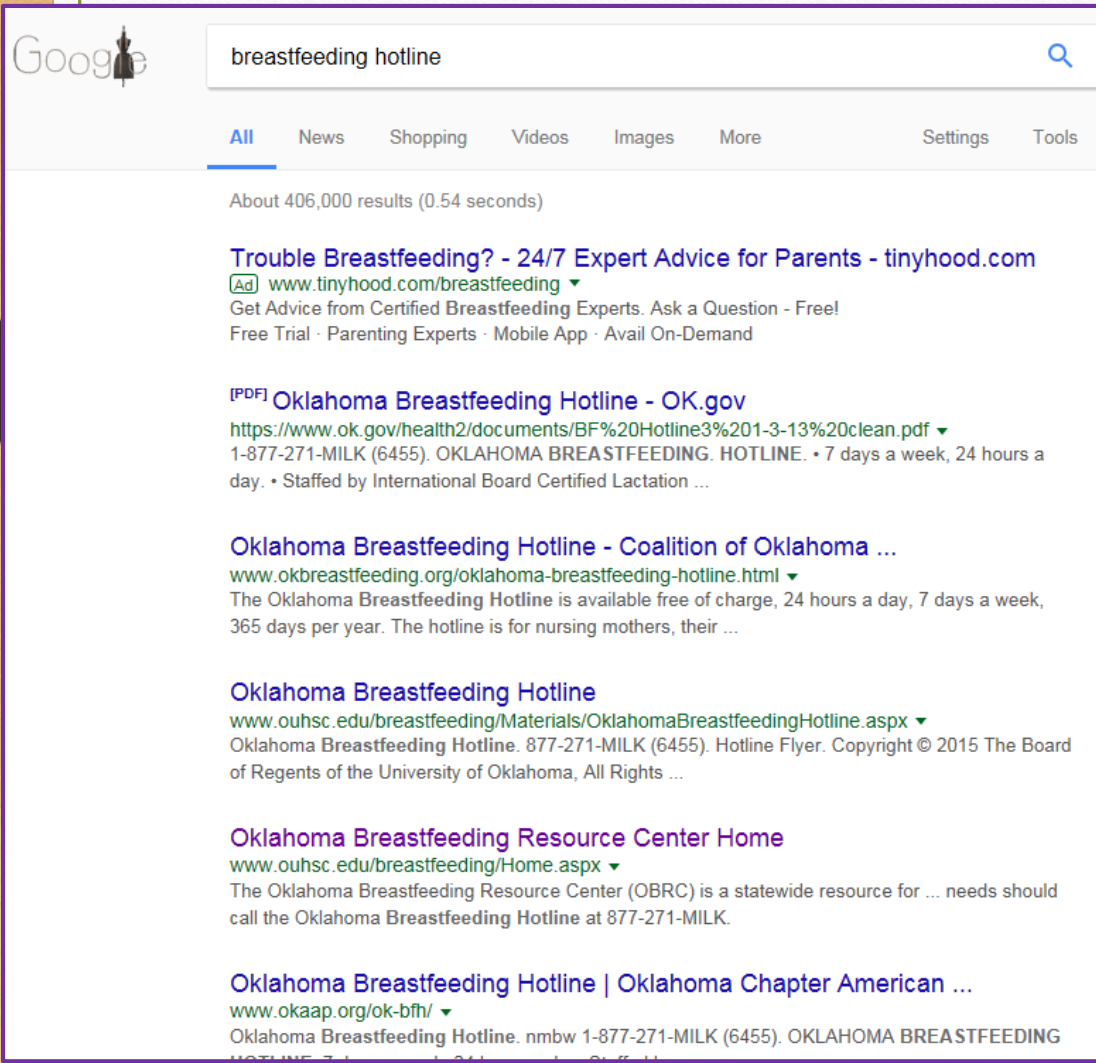 Google
breastfeeding hotline
All News Shopping Videos Images More Settings Tools
About 406,000 results (0.54 seconds)
Trouble Breastfeeding? - 24/7 Expert Advice for Parents - tinyhood.com
Ad www.tinyhood.com/breastfeeding
Get Advice from Certified Breastfeeding Experts. Ask a Question - Free!
Free Trial · Parenting Experts · Mobile App · Avail On-Demand
[PDF] Oklahoma Breastfeeding Hotline - OK.gov
https://www.ok.gov/health2/documents/BF%20Hotline3%201-3-13%20clean.pdf
1-877-271-MILK (6455). OKLAHOMA BREASTFEEDING. HOTLINE. • 7 days a week, 24 hours a
day. • Staffed by International Board Certified Lactation ...
Oklahoma Breastfeeding Hotline - Coalition of Oklahoma ...
www.okbreastfeeding.org/oklahoma-breastfeeding-hotline.html
The Oklahoma Breastfeeding Hotline is available free of charge, 24 hours a day, 7 days a week,
365 days per year. The hotline is for nursing mothers, their ...
Oklahoma Breastfeeding Hotline
www.ouhsc.edu/breastfeeding/Materials/OklahomaBreastfeedingHotline.aspx
Oklahoma Breastfeeding Hotline. 877-271-MILK (6455). Hotline Flyer. Copyright © 2015 The Board
of Regents of the University of Oklahoma, All Rights ...
Oklahoma Breastfeeding Resource Center Home
www.ouhsc.edu/breastfeeding/Home.aspx
The Oklahoma Breastfeeding Resource Center (OBRC) is a statewide resource for ... needs should
call the Oklahoma Breastfeeding Hotline at 877-271-MILK.
Oklahoma Breastfeeding Hotline | Oklahoma Chapter American ...
www.okaap.org/ok-bfh/
Oklahoma Breastfeeding Hotline. nmbw 1-877-271-MILK (6455). OKLAHOMA BREASTFEEDING